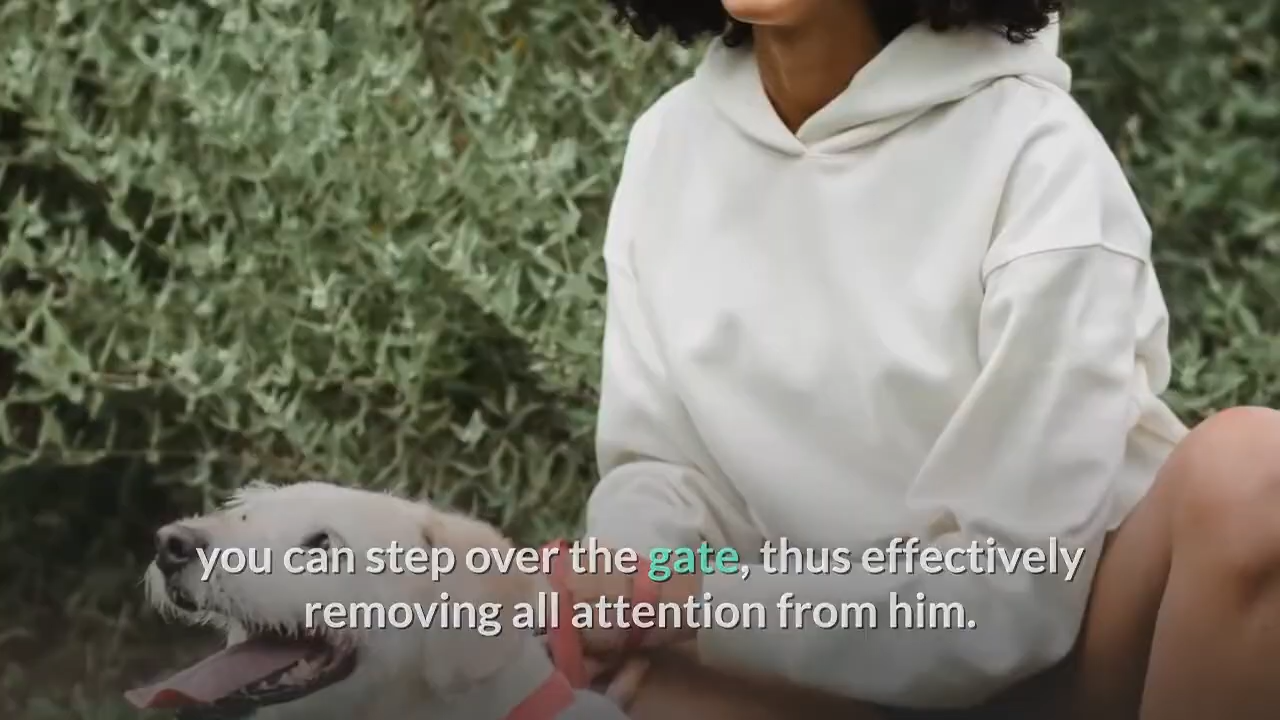 you can step over the gate, thus effectively
removing all attention from him.